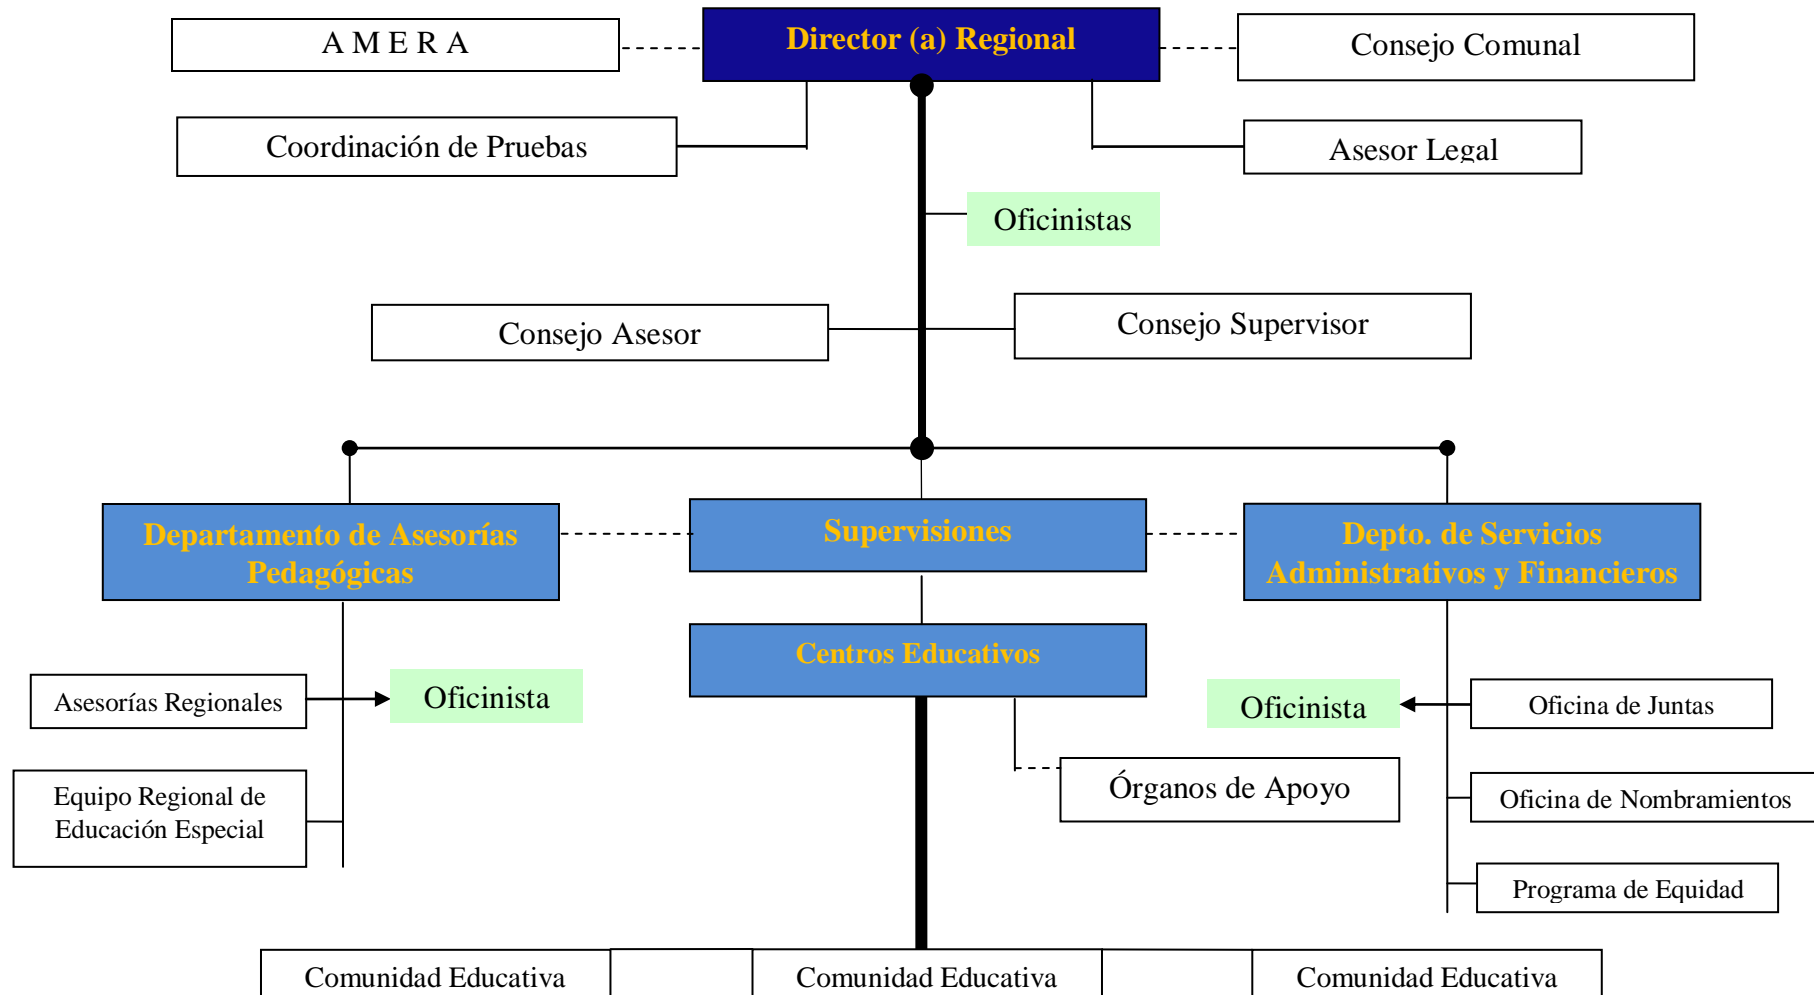 A M E R A
Director (a) Regional
Consejo Comunal
Coordinación de Pruebas
Asesor Legal
Oficinistas
Consejo Asesor
Consejo Supervisor
Departamento de Asesorías
Pedagógicas
Supervisiones
Depto. de Servicios
Administrativos y Financieros
Centros Educativos
Asesorías Regionales
Oficinista
Oficinista
Oficina de Juntas
Equipo Regional de
Educación Especial
Órganos de Apoyo
Oficina de Nombramientos
Programa de Equidad
Comunidad Educativa
Comunidad Educativa
Comunidad Educativa